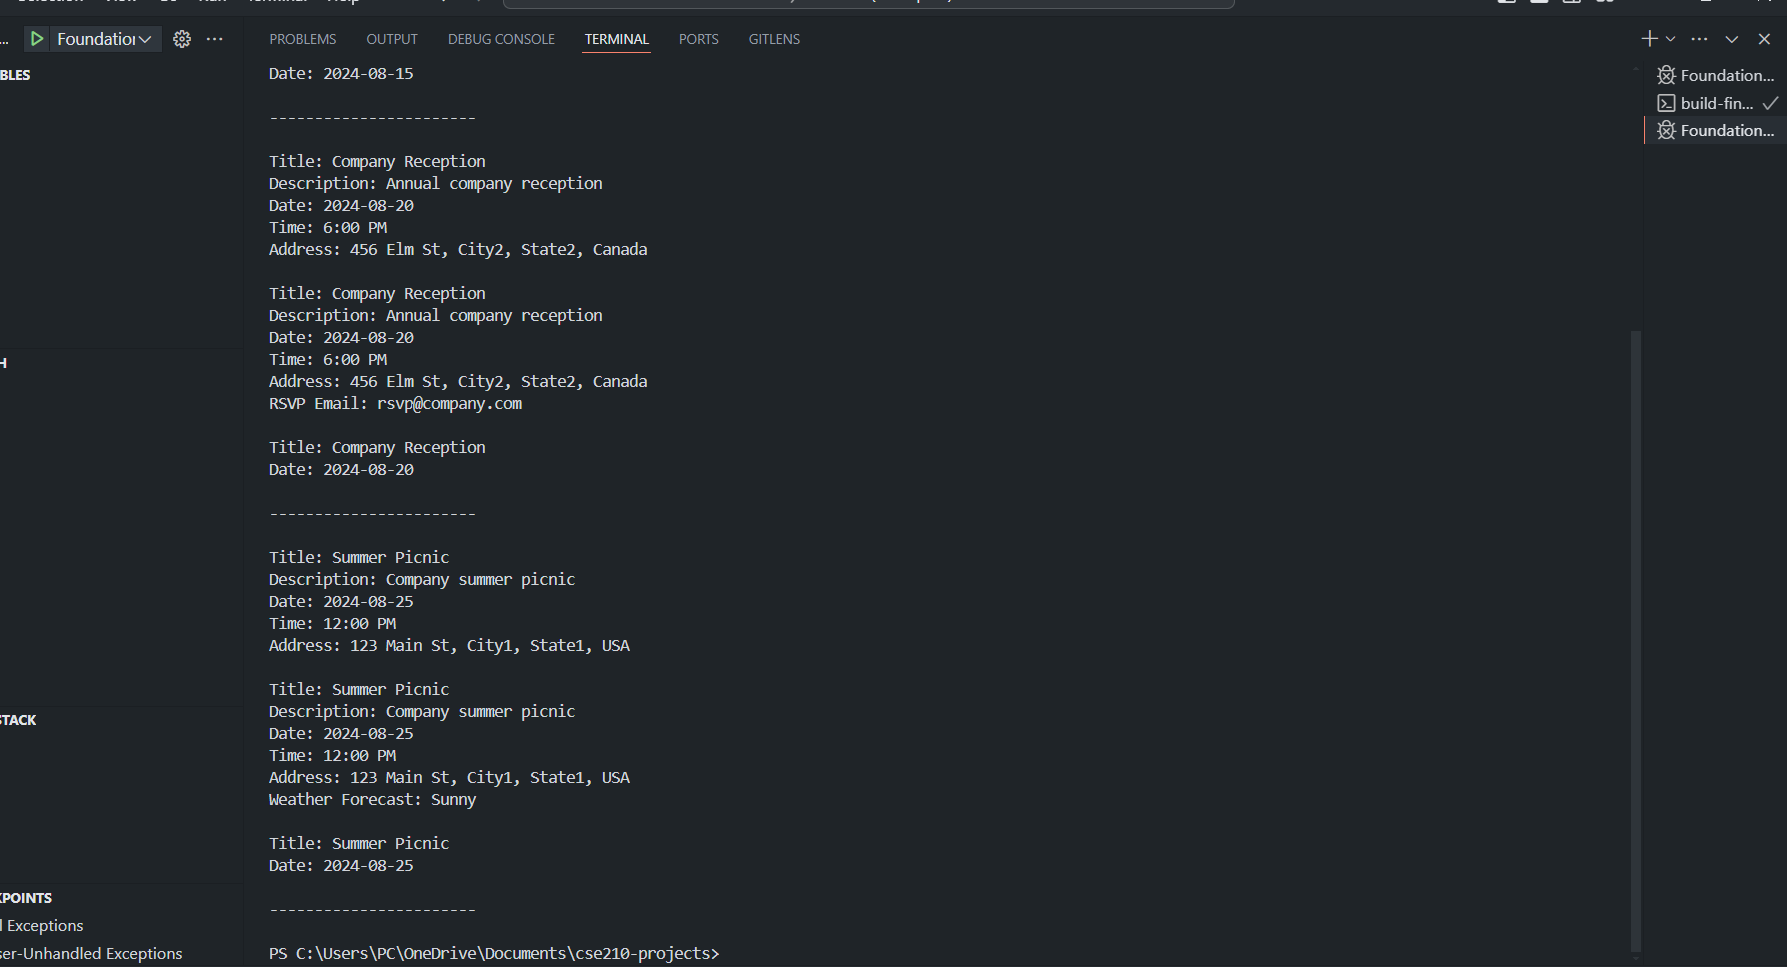 Foundation
PROBLEMS OUTPUT DEBUG CONSOLE TERMINAL PORTS GITLENS
BLES
Date: 2024-08-15
-----------------------
Title: Company Reception
Description: Annual company reception
Date: 2024-08-20
Time: 6:00 PM
Address: 456 Elm St, City2, State2, Canada
Title: Company Reception
Description: Annual company reception
Date: 2024-08-20
Time: 6:00 PM
Address: 456 Elm St, City2, State2, Canada
RSVP Email: rsvp@company.com
Title: Company Reception
Date: 2024-08-20
-----------------------
Title: Summer Picnic
Description: Company summer picnic
Date: 2024-08-25
Time: 12:00 PM
Address: 123 Main St, City1, State1, USA
Title: Summer Picnic
Description: Company summer picnic
Date: 2024-08-25
Time: 12:00 PM
Address: 123 Main St, City1, State1, USA
Weather Forecast: Sunny
Title: Summer Picnic
Date: 2024-08-25
-----------------------
PS C:\Users\PC\OneDrive\Documents\cse210-projects>
H
STACK
KPOINTS
l Exceptions
ser-Unhandled Exceptions
Foundation...
build-fin...
Foundation...